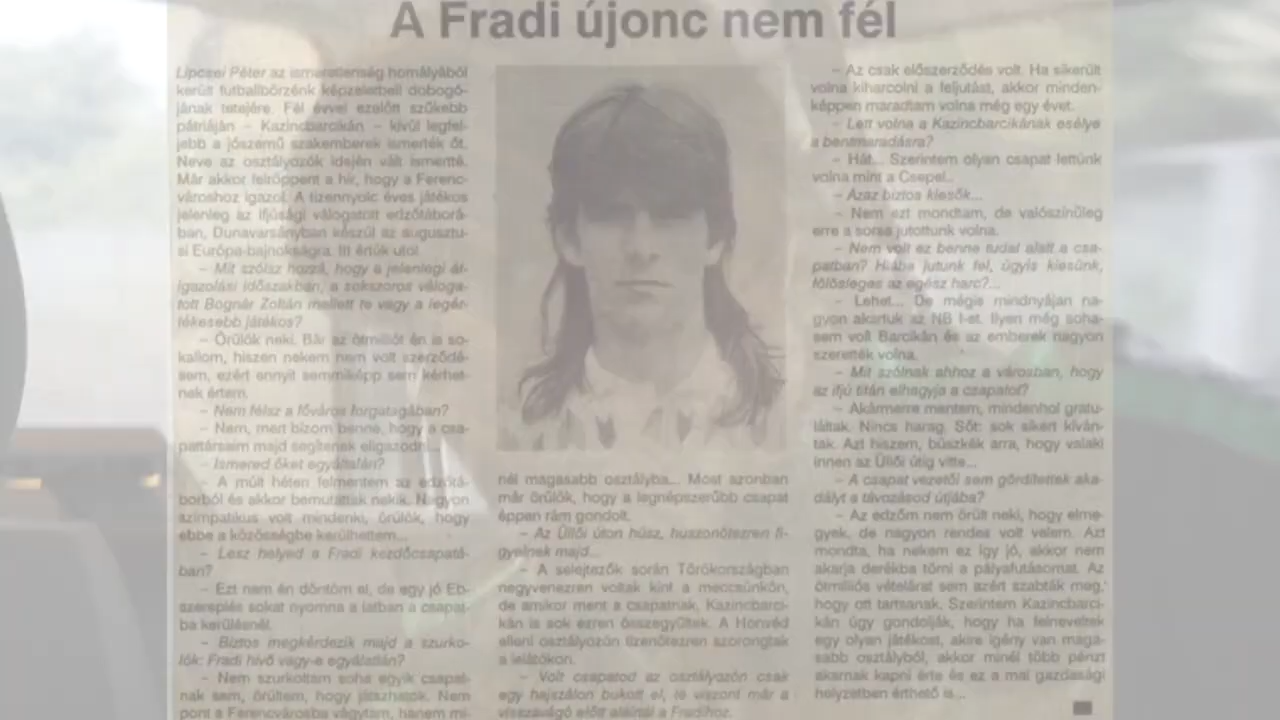 A Fradi újonc nem fél
Lipcsei Péter az ismeretlenség homályából
került futballbörzénk képzeletbeli dobogó-
jának tetejére. Fél évvel ezelőtt szűkebb
pátriáján – Kazincbarcikán – kívül legfel-
jebb a jószemű szakemberek ismerték őt.
Neve az osztályozók idején vált ismertté.
Már akkor felröppent a hír, hogy a Ferenc-
városhoz igazol. A tizennyolc éves játékos
jelenleg az ifjúsági válogatott edzőtáborá-
ban, Dunavarsányban készül az augusztu-
si Európa-bajnokságra. Itt értük utol.
– Mit szólsz hozzá, hogy a jelenlegi át-
igazolási időszakban, a sokszoros váloga-
tott Bognár Zoltán mellett te vagy a legér-
tékesebb játékos?
– Örülök neki. Bár az ötmilliót én is so-
kallom, hiszen nekem nem volt szerződé-
sem, ezért ennyit semmiképp sem kérhet-
nek értem.
– Nem félsz a főváros forgatagában?
– Nem, mert bízom benne, hogy a csa-
pattársaim majd segítenek eligazodni...
– Ismered őket egyáltalán?
– A múlt héten felmentem az edzőtá-
borból és akkor bemutattak nekik. Nagyon
szimpatikus volt mindenki, örülök, hogy
ebbe a közösségbe kerülhettem...
– Lesz helyed a Fradi kezdőcsapatá-
ban?
– Ezt nem én döntöm el, de egy jó Eb-
szereplés sokat nyomna a latban a csapat-
ba kerülésnél.
– Biztos megkérdezik majd a szurko-
lók: Fradi hívő vagy-e egyáltalán?
– Nem szurkoltam soha egyik csapat-
nak sem, örültem, hogy játszhatok. Nem
pont a Ferencvárosba vágytam, hanem mi-
nél magasabb osztályba... Most azonban
már örülök, hogy a legnépszerűbb csapat
éppen rám gondolt.
– Az Üllői úton húsz, huszonötezren fi-
gyelnek majd...
– A selejtezők során Törökországban
negyvenezren voltak kint a meccsünkön,
de amikor ment a csapatnak, Kazincbarci-
kán is sok ezren összegyűltek. A Honvéd
elleni osztályozón tizenötezren szorongtak
a lelátókon.
– Volt csapatod az osztályozón csak
egy hajszálon bukott el, te viszont már a
visszavágó előtt aláírtál a Fradihoz.
– Az csak előszerződés volt. Ha sikerült
volna kiharcolni a feljutást, akkor minden-
képpen maradtam volna még egy évet.
– Lett volna a Kazincbarcikának esélye
a bennmaradásra?
– Hát... Szerintem olyan csapat lettünk
volna mint a Csepel...
– Azaz biztos kiesők...
– Nem ezt mondtam, de valószínűleg
erre a sorsa jutottunk volna.
– Nem volt ez benne tudat alatt a csa-
patban? Hiába jutunk fel, úgyis kiesünk,
fölösleges az egész harc?...
– Lehet... De mégis mindnyájan na-
gyon akartuk az NB I-et. Ilyen még soha-
sem volt Barcikán és az emberek nagyon
szerették volna.
– Mit szólnak ahhoz a városban, hogy
az ifjú titán elhagyja a csapatot?
– Akármerre mentem, mindenhol gratu-
láltak. Nincs harag. Sőt: sok sikert kíván-
tak. Azt hiszem, büszkék arra, hogy valaki
innen az Üllői útig vitte...
– A csapat vezetői sem gördítettek aka-
dályt a távozásod útjába?
– Az edzőm nem örült neki, hogy elme-
gyek, de nagyon rendes volt velem. Azt
mondta, ha nekem ez így jó, akkor nem
akarja derékba törni a pályafutásomat. Az
ötmilliós vételárat sem azért szabták meg,
hogy ott tartsanak. Szerintem Kazincbarci-
kán úgy gondolják, hogy ha felneveltek
egy olyan játékost, akire igény van maga-
sabb osztályból, akkor minél több pénzt
akarnak kapni érte és ez a mai gazdasági
helyzetben érthető is...